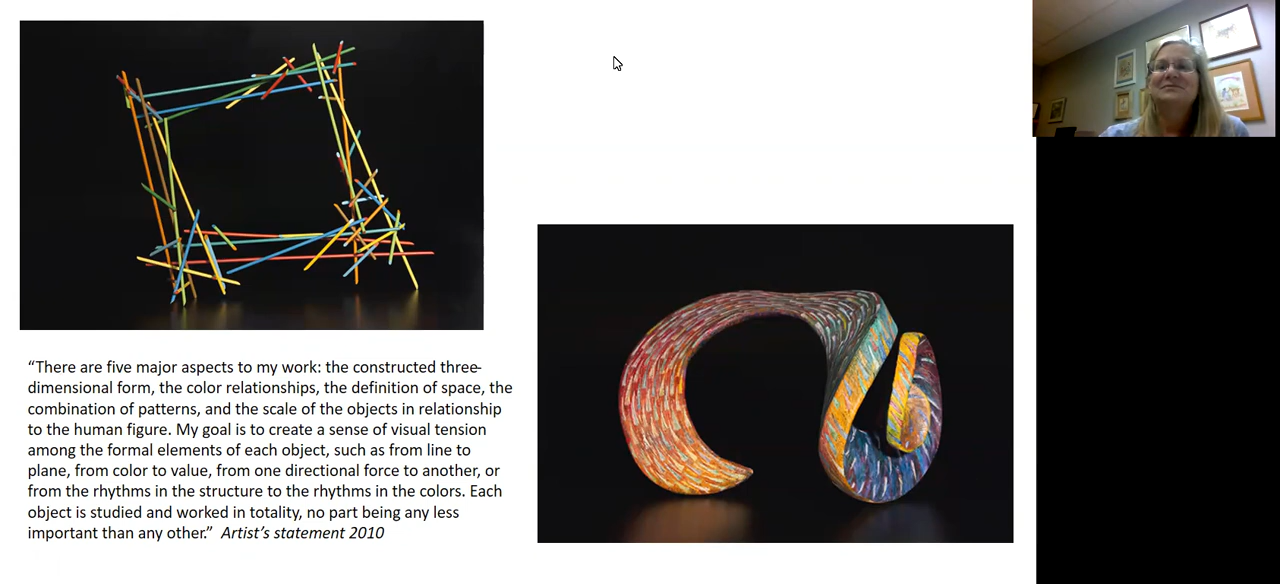 “There are five major aspects to my work: the constructed three-
dimensional form, the color relationships, the definition of space, the
combination of patterns, and the scale of the objects in relationship
to the human figure. My goal is to create a sense of visual tension
among the formal elements of each object, such as from line to
plane, from color to value, from one directional force to another, or
from the rhythms in the structure to the rhythms in the colors. Each
object is studied and worked in totality, no part being any less
important than any other.” Artist’s statement 2010